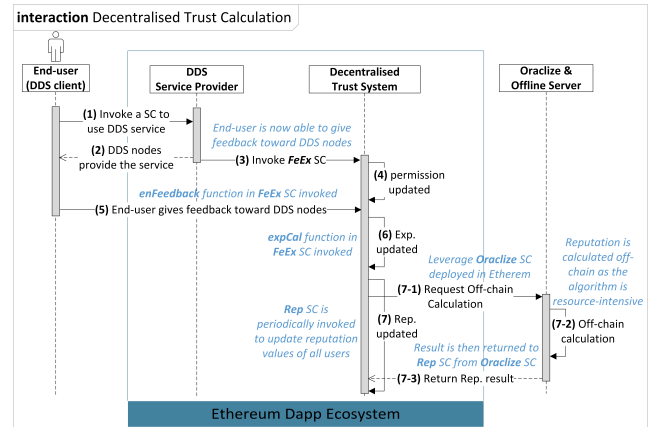 interaction Decentralised Trust Calculation
End-user
(DDS client)
DDS
Service Provider
Decentralised
Trust System
Oraclize &
Offline Server
(1) Invoke a SC to
use DDS service
End-user is now able to give
feedback toward DDS nodes
(2) DDS nodes
provide the service
(3) Invoke FeEx SC
(4) permission
updated
enFeedback function in FeEx SC invoked
(5) End-user gives feedback toward DDS nodes
expCal function in
FeEx SC invoked
(6) Exp.
updated
Leverage Oraclize SC
deployed in Etherem
Reputation is
calculated off-
chain as the
algorithm is
resource-intensive
(7-1) Request Off-chain
Calculation
Rep SC is
periodically invoked
to update reputation
values of all users
(7) Rep.
updated
(7-2) Off-chain
calculation
Result is then returned to
Rep SC from Oraclize SC
(7-3) Return Rep. result
Ethereum Dapp Ecosystem